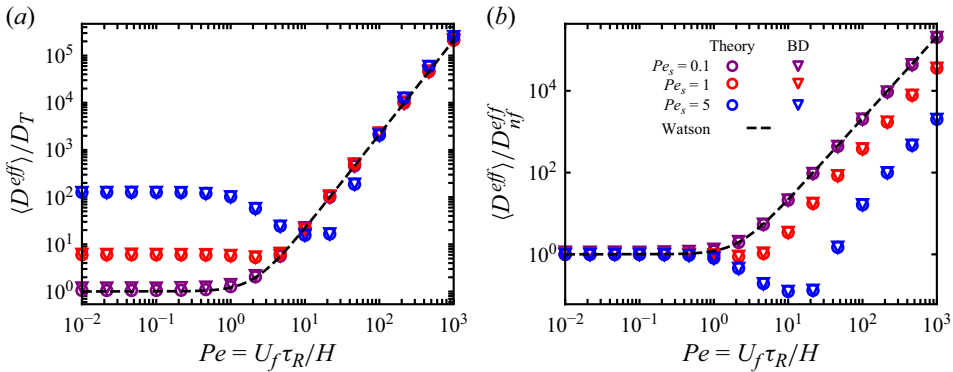 (a)
10^5
10^4
10^3
10^2
10^1
10^0
⟨D^eff⟩/D_T
10^-2 10^-1 10^0 10^1 10^2 10^3
Pe = U_f τ_R/H
(b)
10^4
10^2
10^0
⟨D^eff⟩/D_nf^eff
Theory BD
Pe_s = 0.1
Pe_s = 1
Pe_s = 5
Watson
10^-2 10^-1 10^0 10^1 10^2 10^3
Pe = U_f τ_R/H